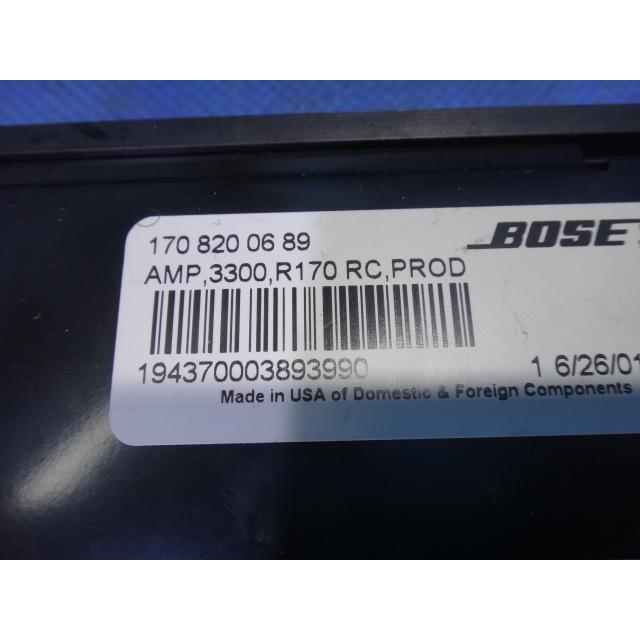 170 820 06 89
BOSE
AMP,3300,R170 RC,PROD
194370003893990
1 6/26/01
Made in USA of Domestic & Foreign Components